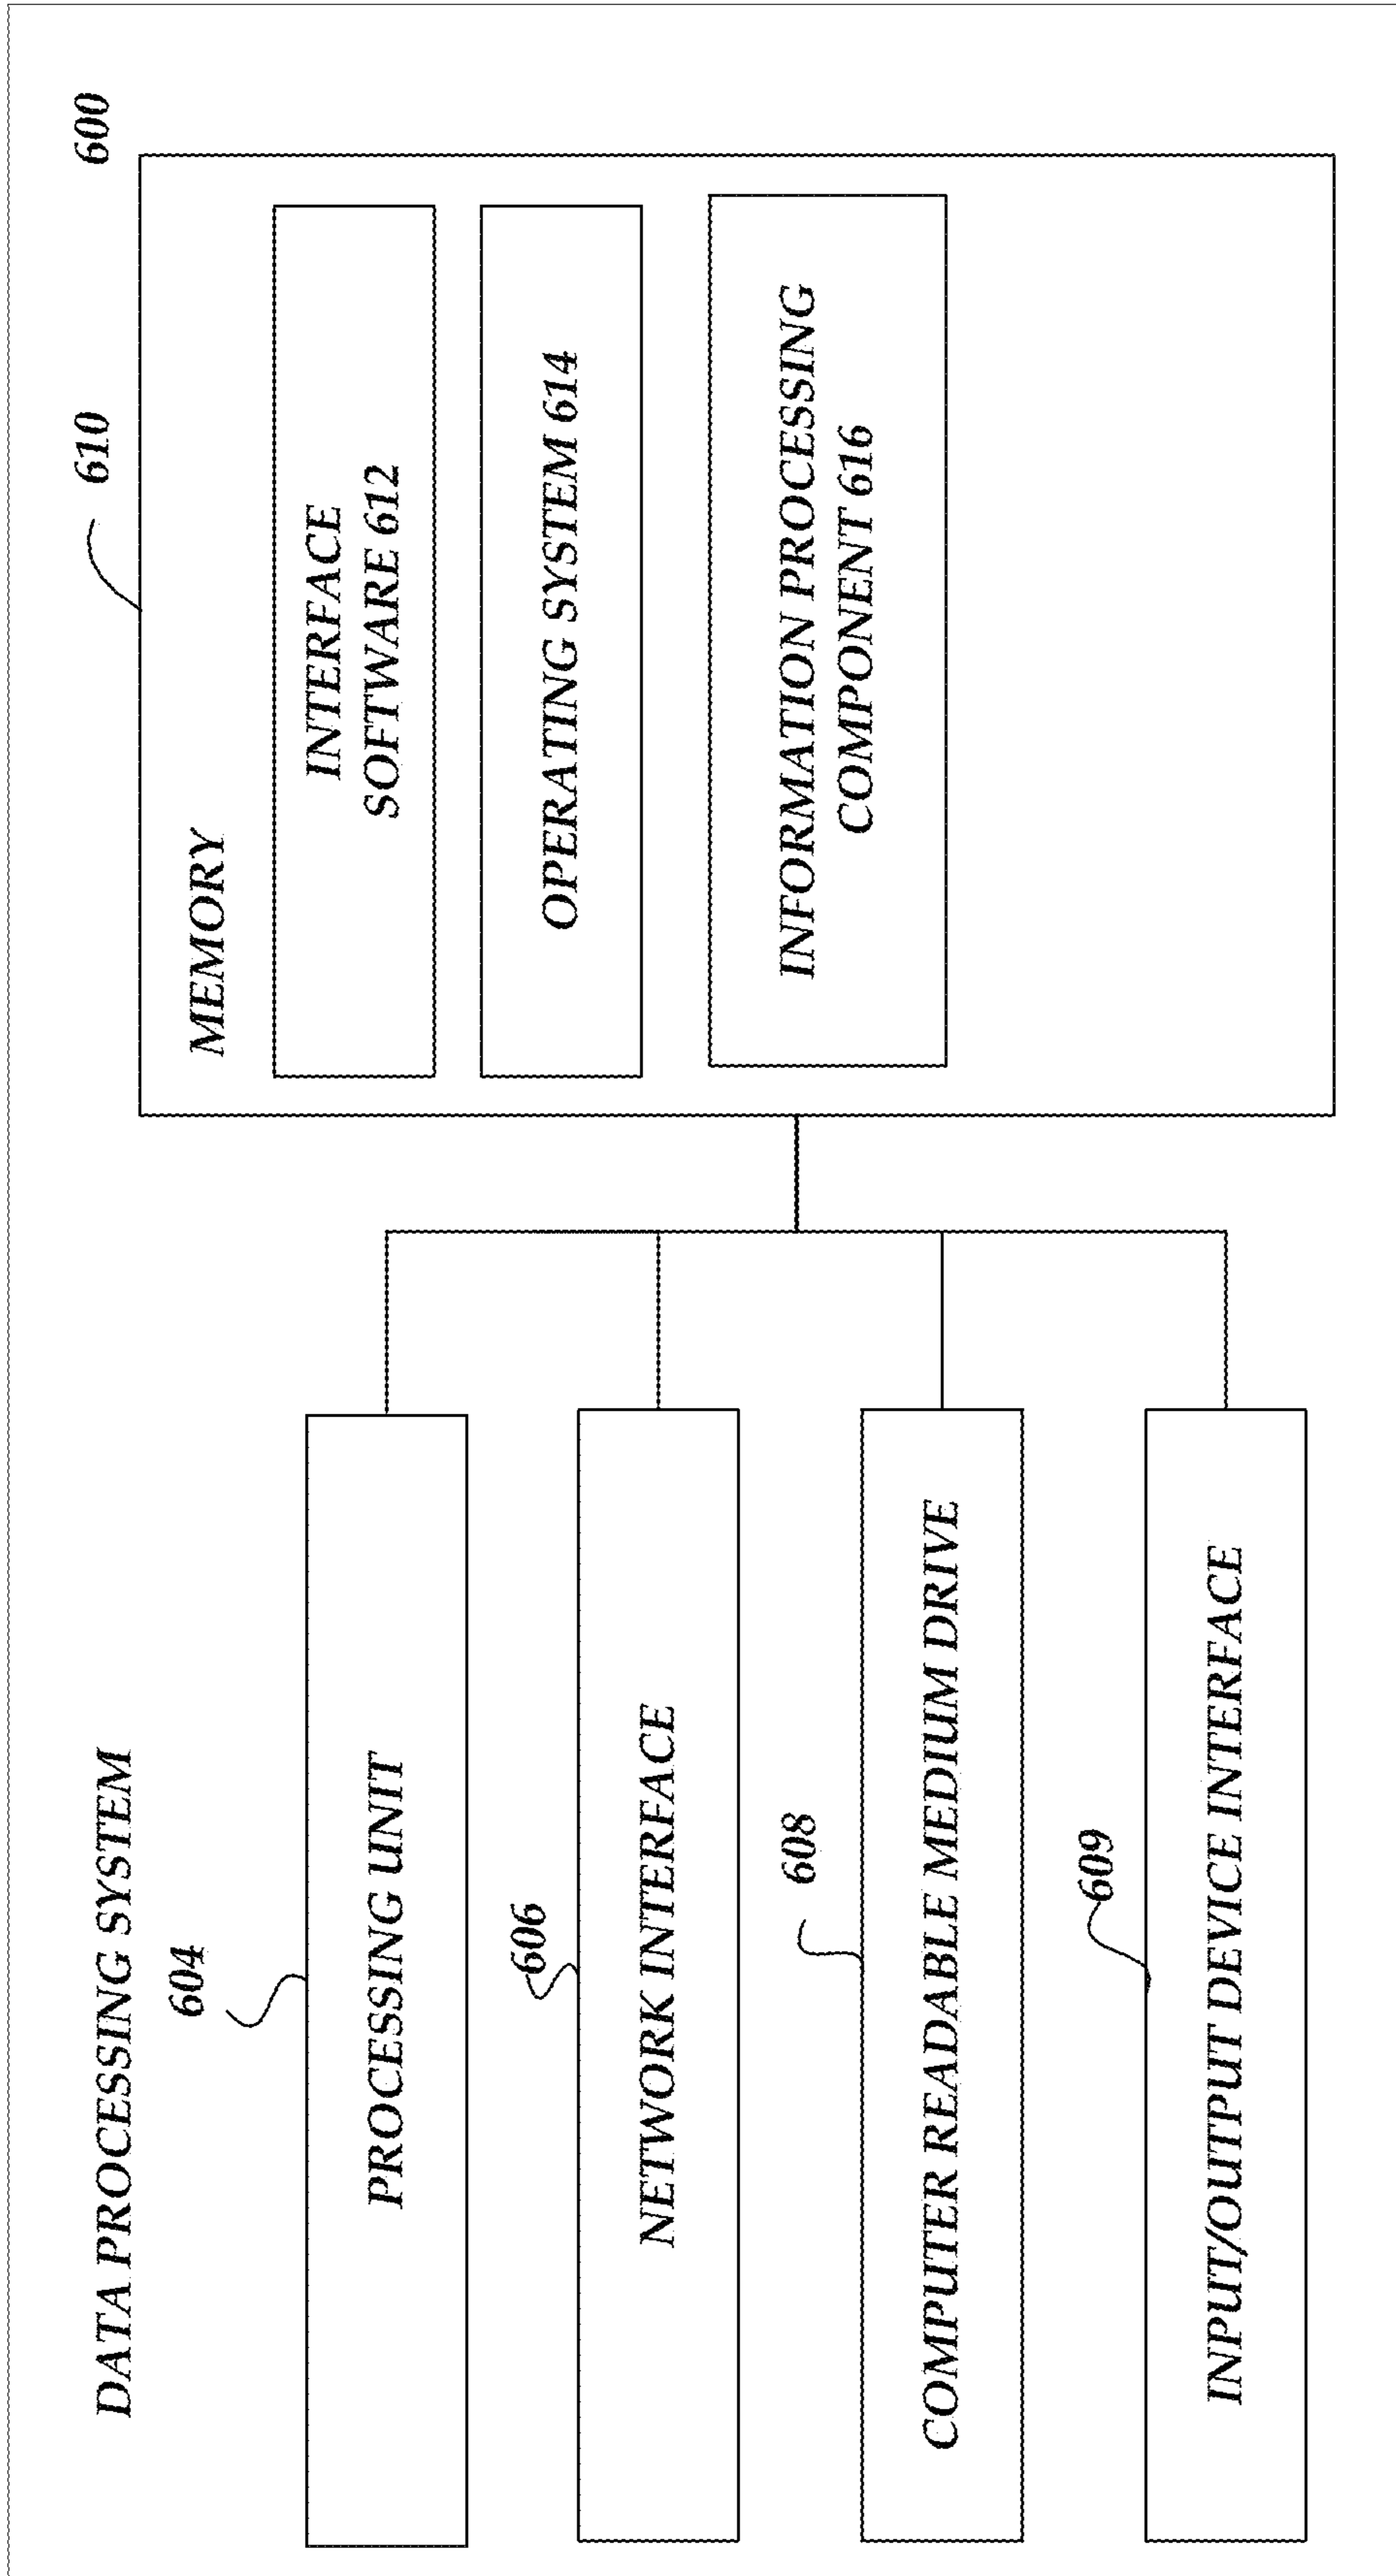 DATA PROCESSING SYSTEM
600
604
PROCESSING UNIT
606
NETWORK INTERFACE
608
COMPUTER READABLE MEDIUM DRIVE
609
INPUT/OUTPUT DEVICE INTERFACE
610
MEMORY
INTERFACE
SOFTWARE 612
OPERATING SYSTEM 614
INFORMATION PROCESSING
COMPONENT 616